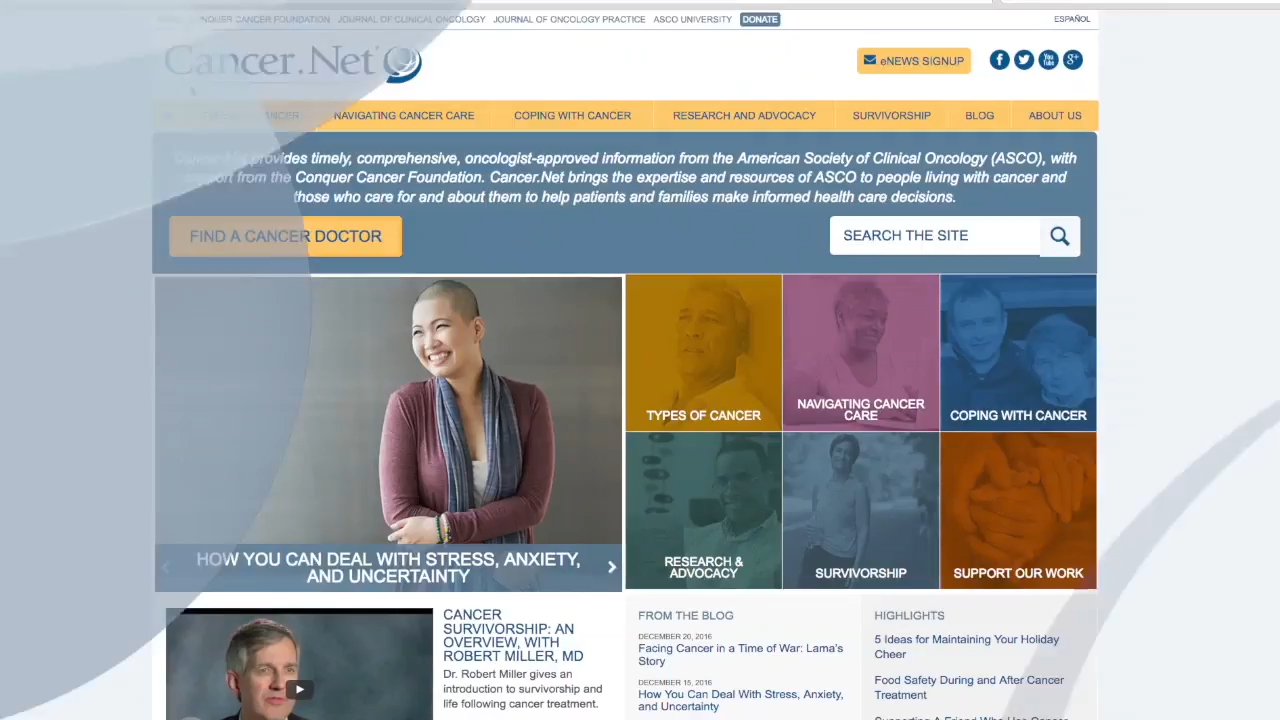 CONQUER CANCER FOUNDATION JOURNAL OF CLINICAL ONCOLOGY JOURNAL OF ONCOLOGY PRACTICE ASCO UNIVERSITY DONATE
ESPAÑOL
Cancer.Net
eNEWS SIGNUP
f
You Tube
g+
CANCER
NAVIGATING CANCER CARE
COPING WITH CANCER
RESEARCH AND ADVOCACY
SURVIVORSHIP
BLOG
ABOUT US
Cancer.Net provides timely, comprehensive, oncologist-approved information from the American Society of Clinical Oncology (ASCO), with
support from the Conquer Cancer Foundation. Cancer.Net brings the expertise and resources of ASCO to people living with cancer and
those who care for and about them to help patients and families make informed health care decisions.
FIND A CANCER DOCTOR
SEARCH THE SITE
HOW YOU CAN DEAL WITH STRESS, ANXIETY,
AND UNCERTAINTY
TYPES OF CANCER
NAVIGATING CANCER
CARE
COPING WITH CANCER
RESEARCH &
ADVOCACY
SURVIVORSHIP
SUPPORT OUR WORK
CANCER
SURVIVORSHIP: AN
OVERVIEW, WITH
ROBERT MILLER, MD
Dr. Robert Miller gives an
introduction to survivorship and
life following cancer treatment.
FROM THE BLOG
DECEMBER 20, 2016
Facing Cancer in a Time of War: Lama's
Story
DECEMBER 15, 2016
How You Can Deal With Stress, Anxiety,
and Uncertainty
HIGHLIGHTS
5 Ideas for Maintaining Your Holiday
Cheer
Food Safety During and After Cancer
Treatment